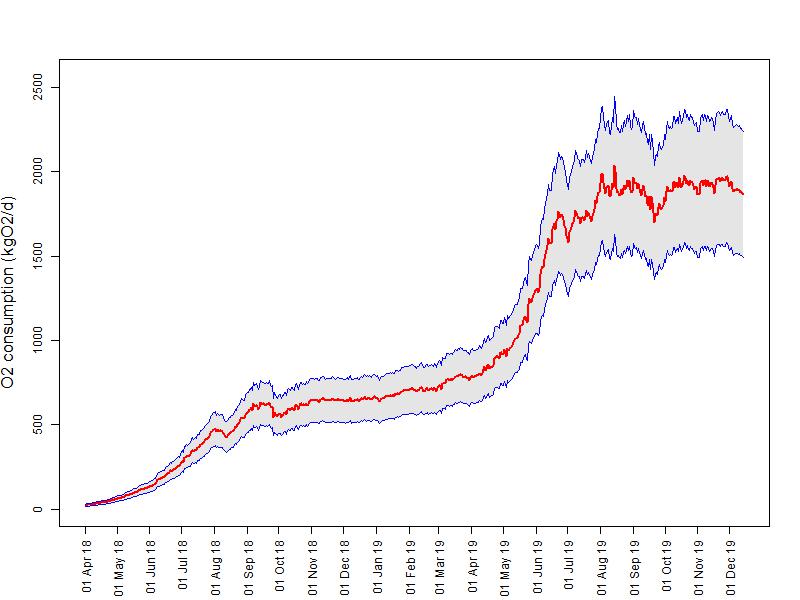 O2 consumption (kgO2/d)
2500
2000
1500
1000
500
0
01 Apr 18
01 May 18
01 Jun 18
01 Jul 18
01 Aug 18
01 Sep 18
01 Oct 18
01 Nov 18
01 Dec 18
01 Jan 19
01 Feb 19
01 Mar 19
01 Apr 19
01 May 19
01 Jun 19
01 Jul 19
01 Aug 19
01 Sep 19
01 Oct 19
01 Nov 19
01 Dec 19